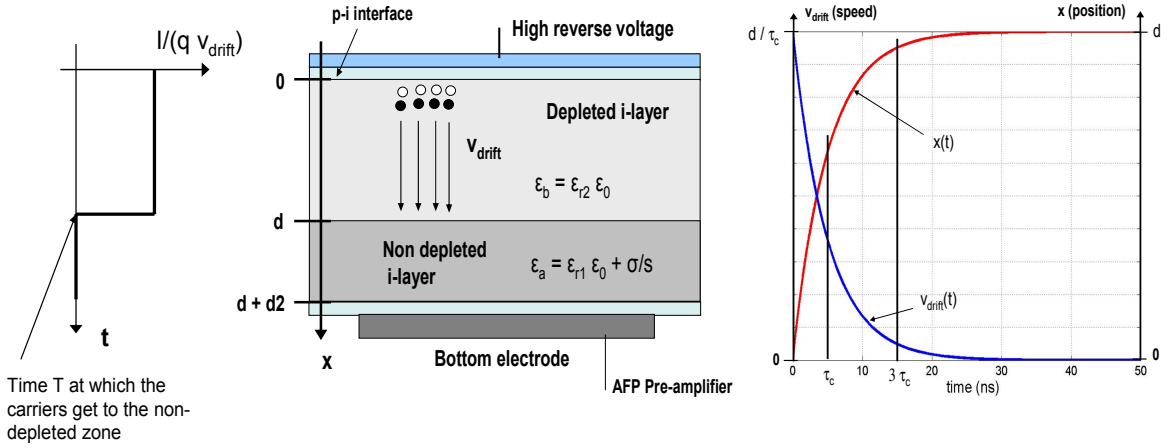 I/(q v_drift)
t
Time T at which the
carriers get to the non-
depleted zone
p-i interface
High reverse voltage
0
Depleted i-layer
v_drift
ε_b = ε_r2 ε_0
d
Non depleted
i-layer
ε_a = ε_r1 ε_0 + σ/s
d + d2
x
Bottom electrode
AFP Pre-amplifier
v_drift (speed)
x (position)
d / τ_c
d
x(t)
v_drift(t)
0
0
0
τ_c
10
3 τ_c
20
30
40
50
time (ns)